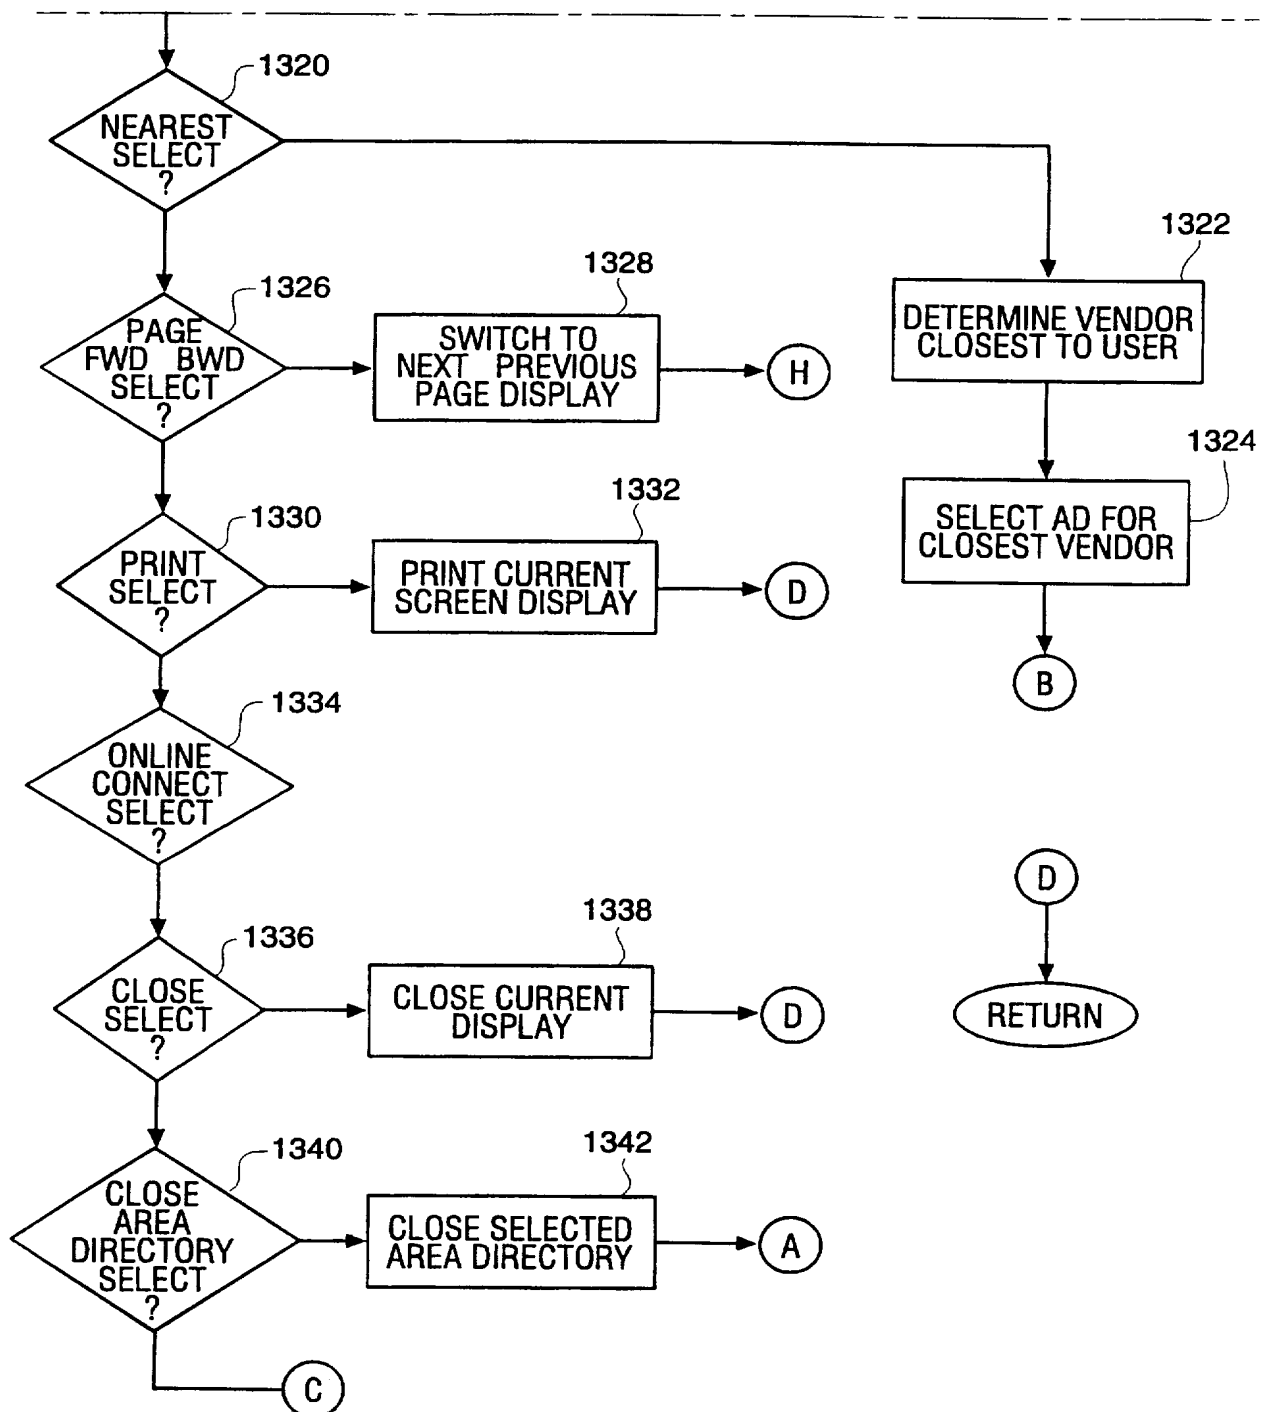 1320
NEAREST
SELECT
?
1322
DETERMINE VENDOR
CLOSEST TO USER
1326
PAGE
FWD BWD
SELECT
?
1328
SWITCH TO
NEXT PREVIOUS
PAGE DISPLAY
H
1324
SELECT AD FOR
CLOSEST VENDOR
B
1330
PRINT
SELECT
?
1332
PRINT CURRENT
SCREEN DISPLAY
D
1334
ONLINE
CONNECT
SELECT
?
D
RETURN
1336
CLOSE
SELECT
?
1338
CLOSE CURRENT
DISPLAY
D
1340
CLOSE
AREA
DIRECTORY
SELECT
?
1342
CLOSE SELECTED
AREA DIRECTORY
A
C